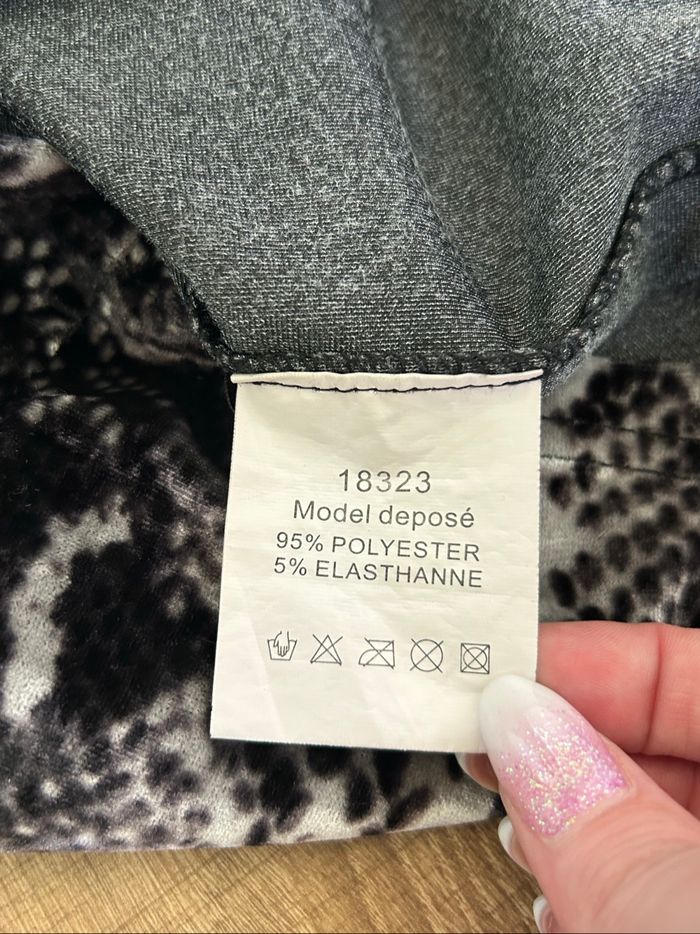 18323
Model deposé
95% POLYESTER
5% ELASTHANNE